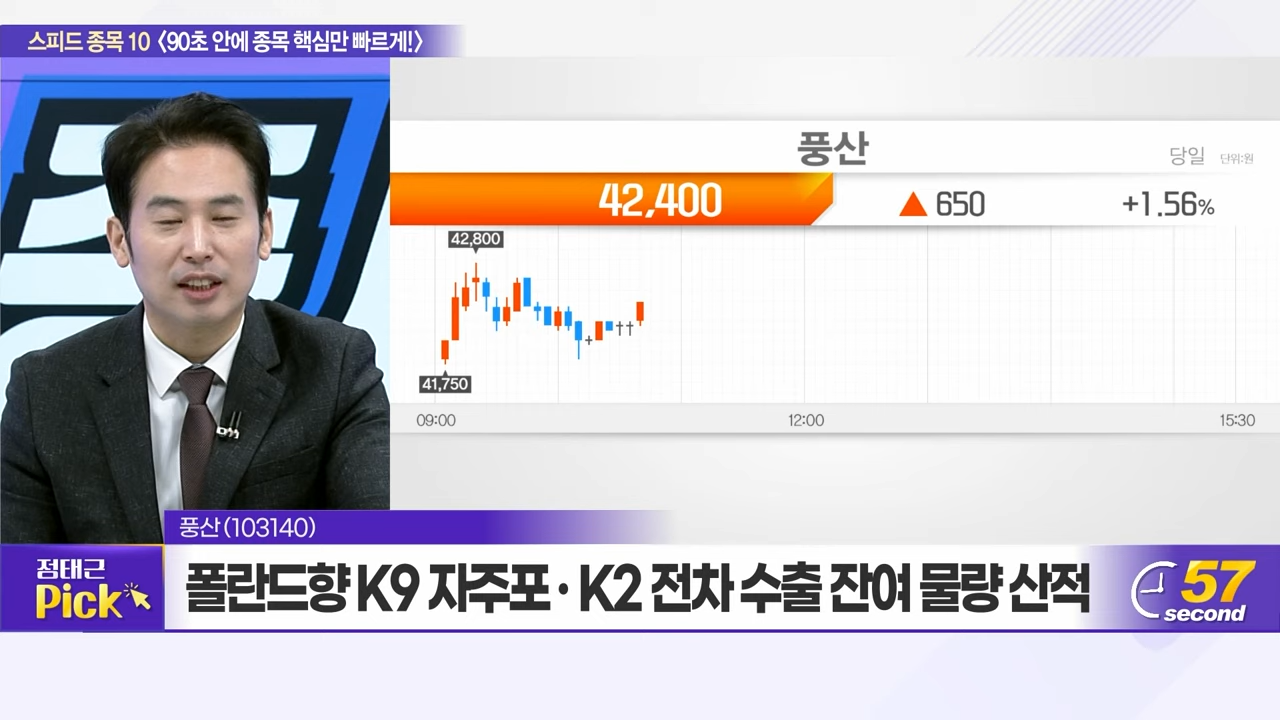 스피드 종목 10 〈90초 안에 종목 핵심만 빠르게!〉
풍산
당일 단위:원
42,400 ▲ 650 +1.56%
42,800
41,750
09:00 12:00 15:30
풍산(103140)
정태근
Pick
폴란드향 K9 자주포· K2 전차 수출 잔여 물량 산적
57
second